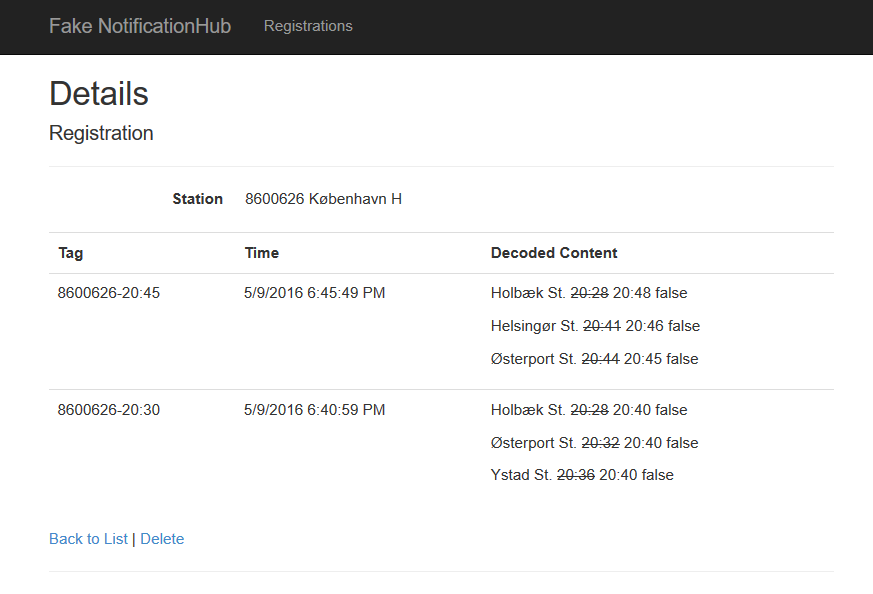 Fake NotificationHub Registrations
Details
Registration
Station 8600626 København H
Tag Time Decoded Content
8600626-20:45 5/9/2016 6:45:49 PM Holbæk St. 20:28 20:48 false
Helsingør St. 20:41 20:46 false
Østerport St. 20:44 20:45 false
8600626-20:30 5/9/2016 6:40:59 PM Holbæk St. 20:28 20:40 false
Østerport St. 20:32 20:40 false
Ystad St. 20:36 20:40 false
Back to List | Delete